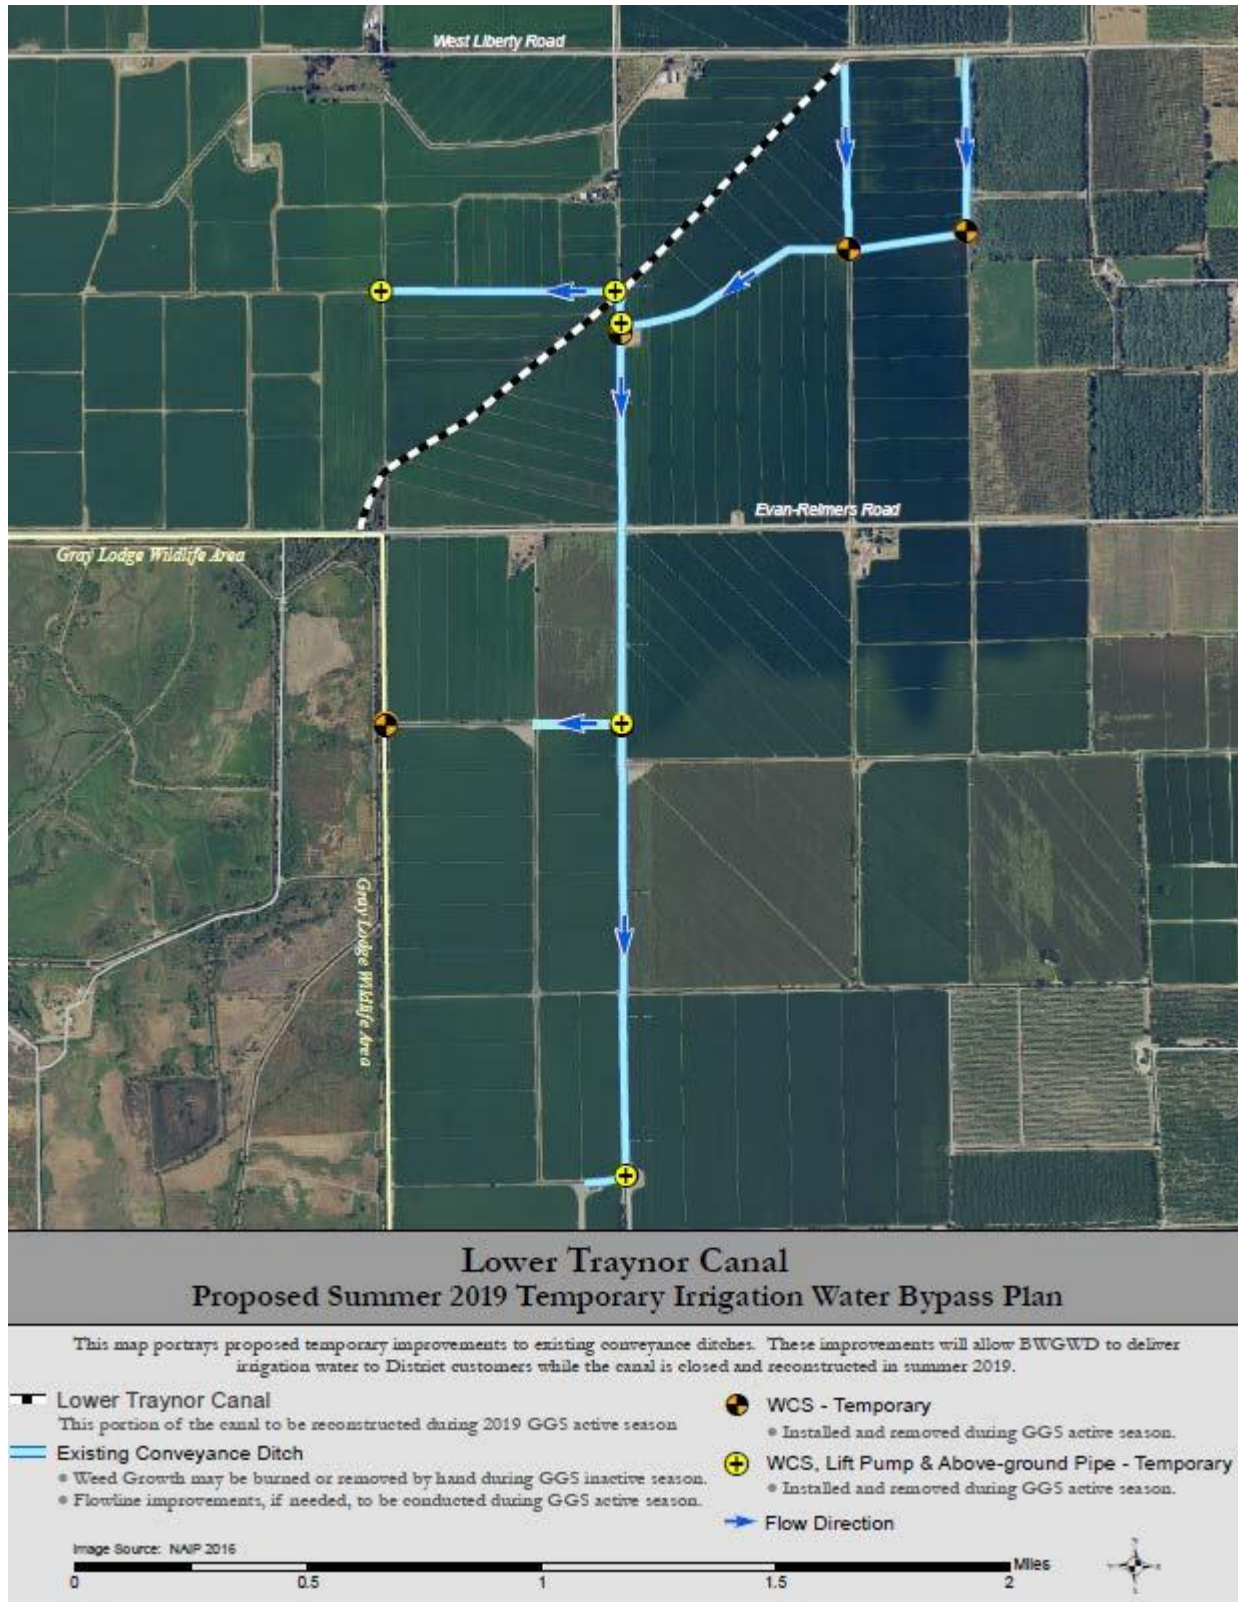 West Liberty Road
Evan-Reimers Road
Gray Lodge Wildlife Area
Gray Lodge Wildlife Area
Lower Traynor Canal
Proposed Summer 2019 Temporary Irrigation Water Bypass Plan
This map portrays proposed temporary improvements to existing conveyance ditches. These improvements will allow BWGWD to deliver
irrigation water to District customers while the canal is closed and reconstructed in summer 2019.
Lower Traynor Canal
This portion of the canal to be reconstructed during 2019 GGS active season
Existing Conveyance Ditch
• Weed Growth may be burned or removed by hand during GGS inactive season.
• Flowline improvements, if needed, to be conducted during GGS active season.
WCS - Temporary
• Installed and removed during GGS active season.
WCS, Lift Pump & Above-ground Pipe - Temporary
• Installed and removed during GGS active season.
Flow Direction
Image Source: NAIP 2016
Miles
0 0.5 1 1.5 2